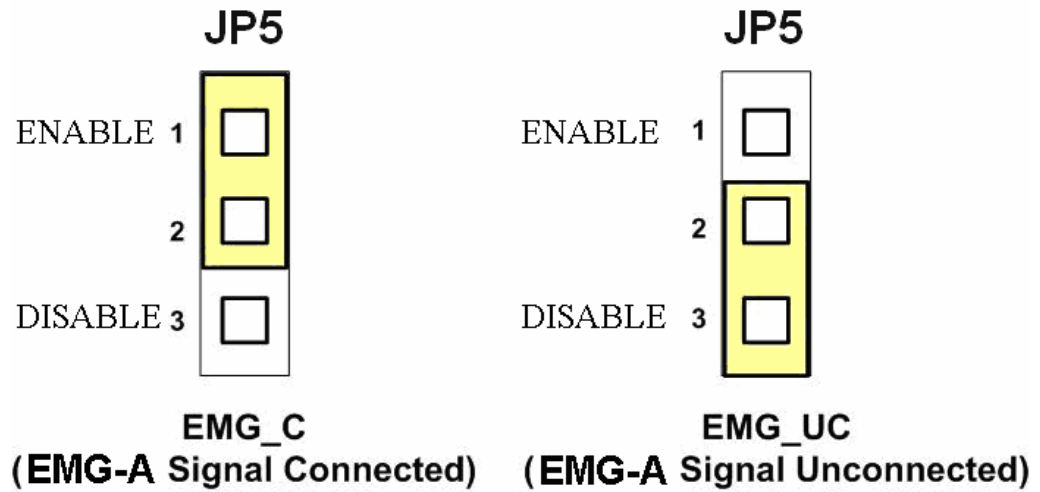 JP5
ENABLE 1
2
DISABLE 3
EMG_C
(EMG-A Signal Connected)
JP5
ENABLE 1
2
DISABLE 3
EMG_UC
(EMG-A Signal Unconnected)